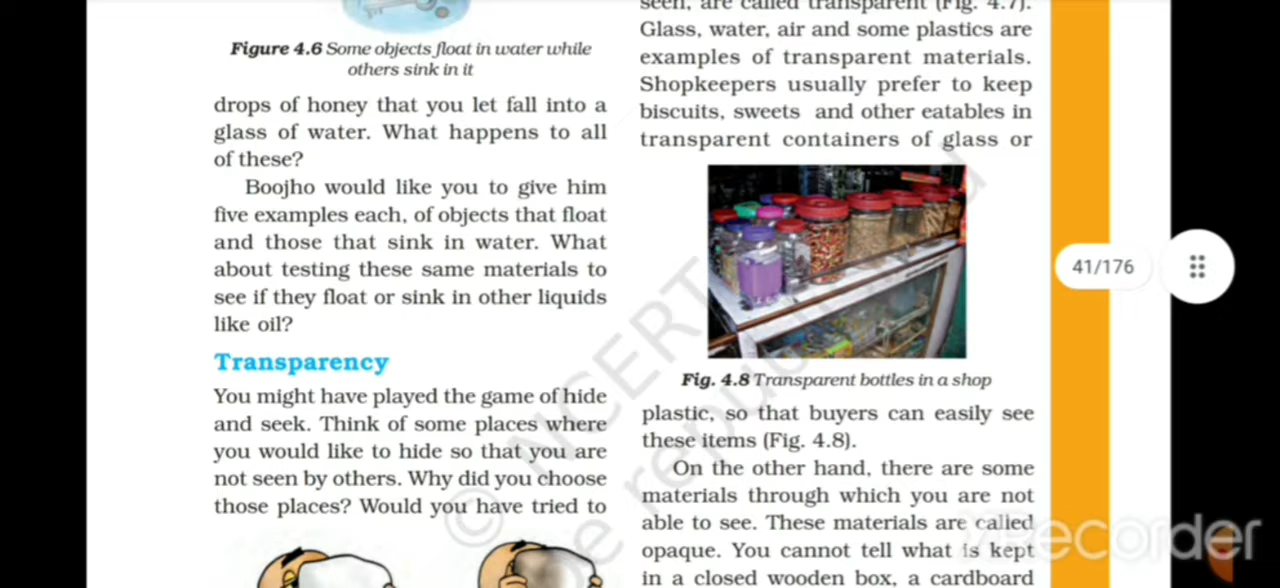 Figure 4.6 Some objects float in water while
others sink in it
drops of honey that you let fall into a
glass of water. What happens to all
of these?
Boojho would like you to give him
five examples each, of objects that float
and those that sink in water. What
about testing these same materials to
see if they float or sink in other liquids
like oil?
Transparency
You might have played the game of hide
and seek. Think of some places where
you would like to hide so that you are
not seen by others. Why did you choose
those places? Would you have tried to
seen, are called transparent (Fig. 4.7).
Glass, water, air and some plastics are
examples of transparent materials.
Shopkeepers usually prefer to keep
biscuits, sweets and other eatables in
transparent containers of glass or
Fig. 4.8 Transparent bottles in a shop
plastic, so that buyers can easily see
these items (Fig. 4.8).
On the other hand, there are some
materials through which you are not
able to see. These materials are called
opaque. You cannot tell what is kept
in a closed wooden box, a cardboard
41/176
© NCERT
Recorder